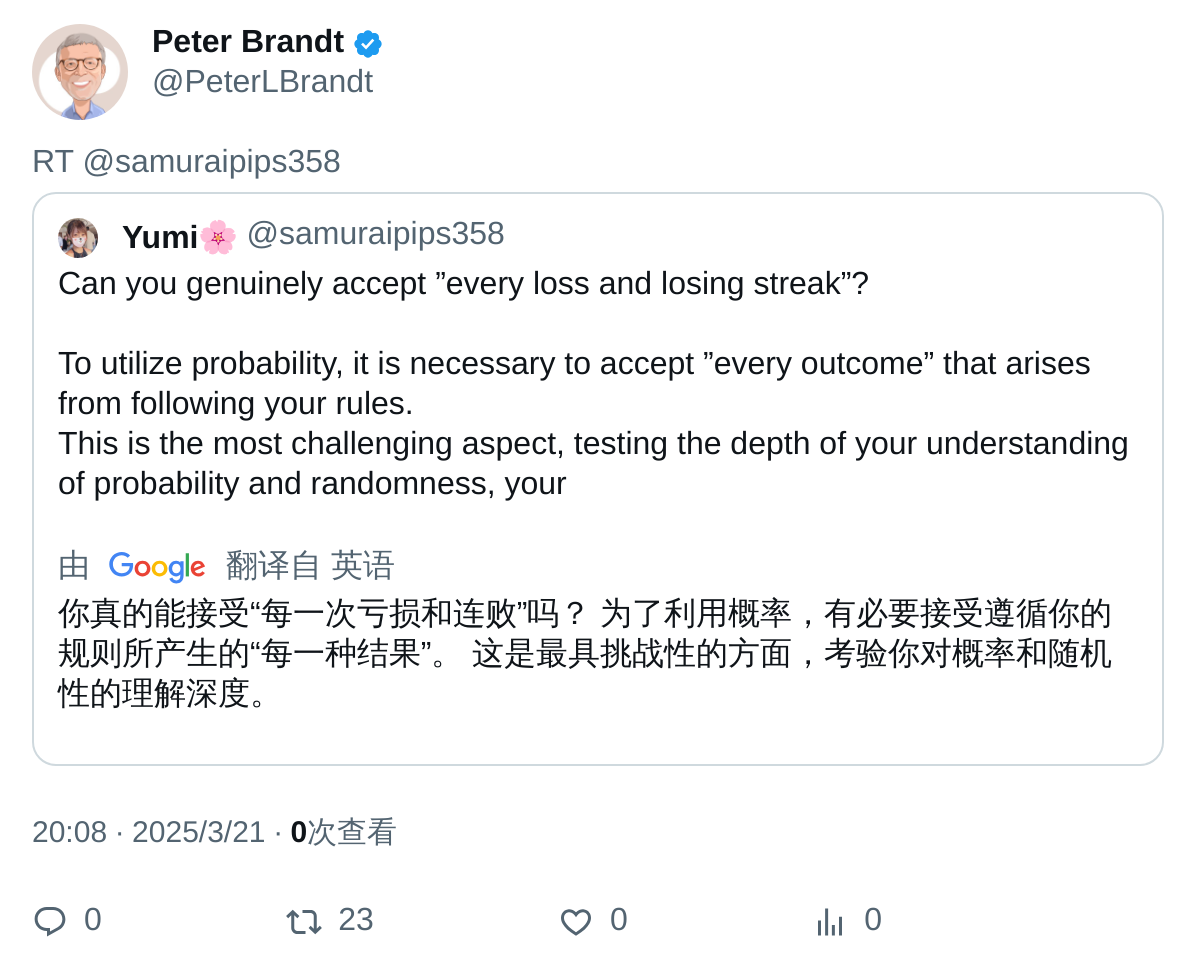 Peter Brandt
@PeterLBrandt
RT @samuraipips358
Yumi🌸 @samuraipips358
Can you genuinely accept ”every loss and losing streak”?
To utilize probability, it is necessary to accept ”every outcome” that arises
from following your rules.
This is the most challenging aspect, testing the depth of your understanding
of probability and randomness, your
由 Google 翻译自 英语
你真的能接受“每一次亏损和连败”吗？ 为了利用概率，有必要接受遵循你的
规则所产生的“每一种结果”。 这是最具挑战性的方面，考验你对概率和随机
性的理解深度。
20:08 · 2025/3/21 · 0次查看
0 23 0 0